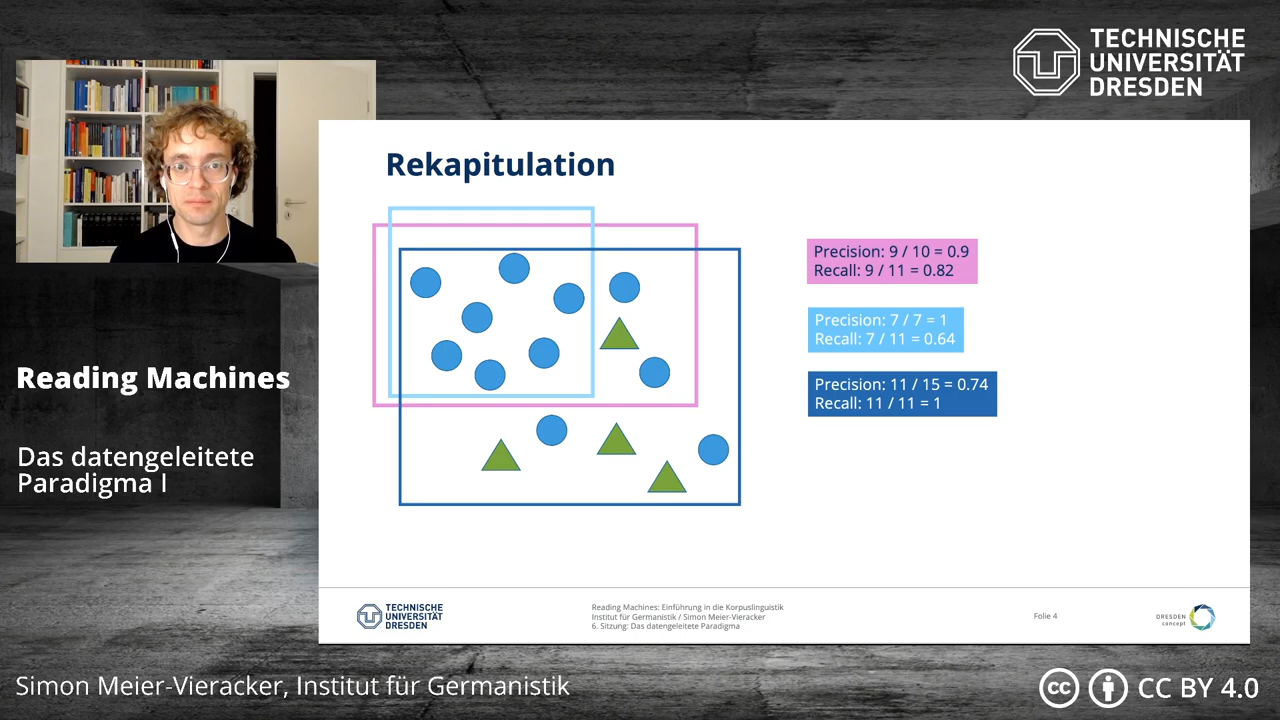 TECHNISCHE
UNIVERSITÄT
DRESDEN
Rekapitulation
Precision: 9 / 10 = 0.9
Recall: 9 / 11 = 0.82
Precision: 7 / 7 = 1
Recall: 7 / 11 = 0.64
Precision: 11 / 15 = 0.74
Recall: 11 / 11 = 1
Reading Machines
Das datengeleitete
Paradigma I
TECHNISCHE
UNIVERSITÄT
DRESDEN
Reading Machines: Einführung in die Korpuslinguistik
Institut für Germanistik / Simon Meier-Vieracker
6. Sitzung: Das datengeleitete Paradigma
Folie 4
DRESDEN
concept
Simon Meier-Vieracker, Institut für Germanistik
cc CC BY 4.0